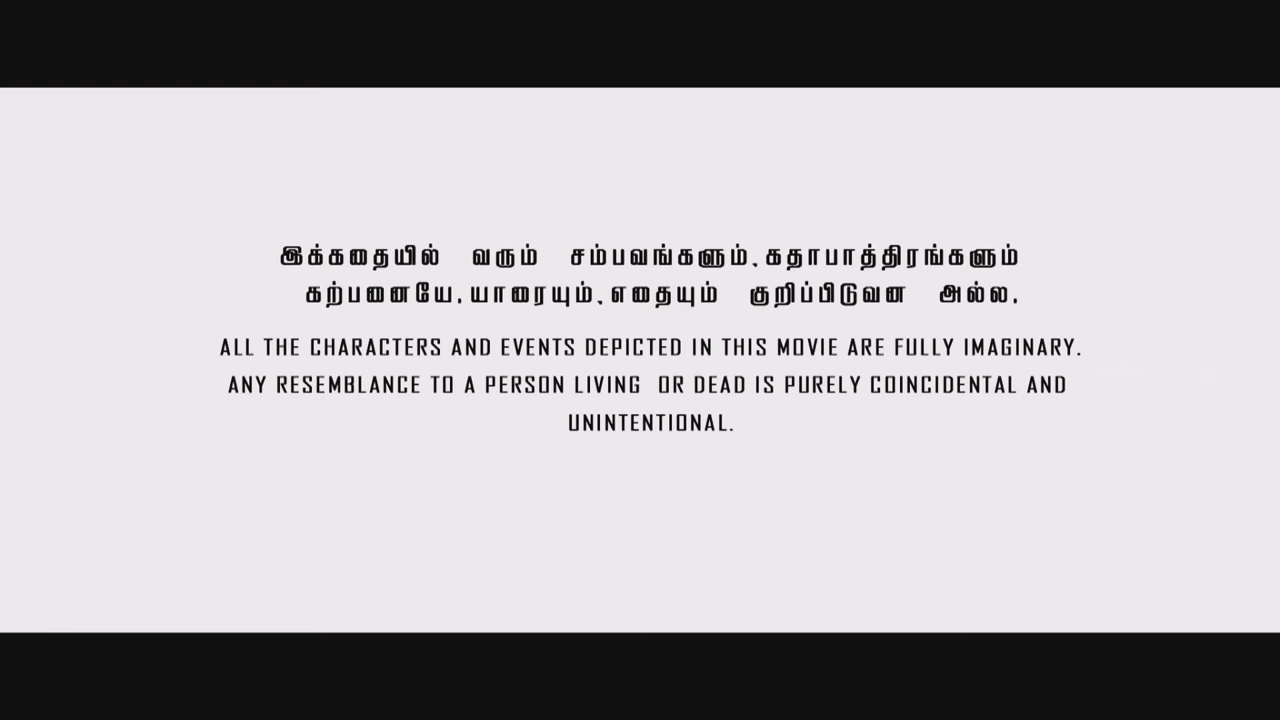 இக்கதையில் வரும் சம்பவங்களும்,கதாபாத்திரங்களும்
கற்பனையே,யாரையும்,எதையும் குறிப்பிடுவன அல்ல.
ALL THE CHARACTERS AND EVENTS DEPICTED IN THIS MOVIE ARE FULLY IMAGINARY.
ANY RESEMBLANCE TO A PERSON LIVING OR DEAD IS PURELY COINCIDENTAL AND
UNINTENTIONAL.